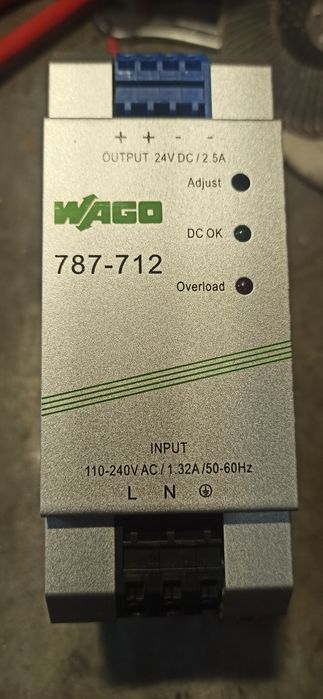 + + - -
OUTPUT 24V DC / 2.5A
Adjust
WAGO
DC OK
787-712
Overload
INPUT
110-240V AC / 1.32A /50-60Hz
L N